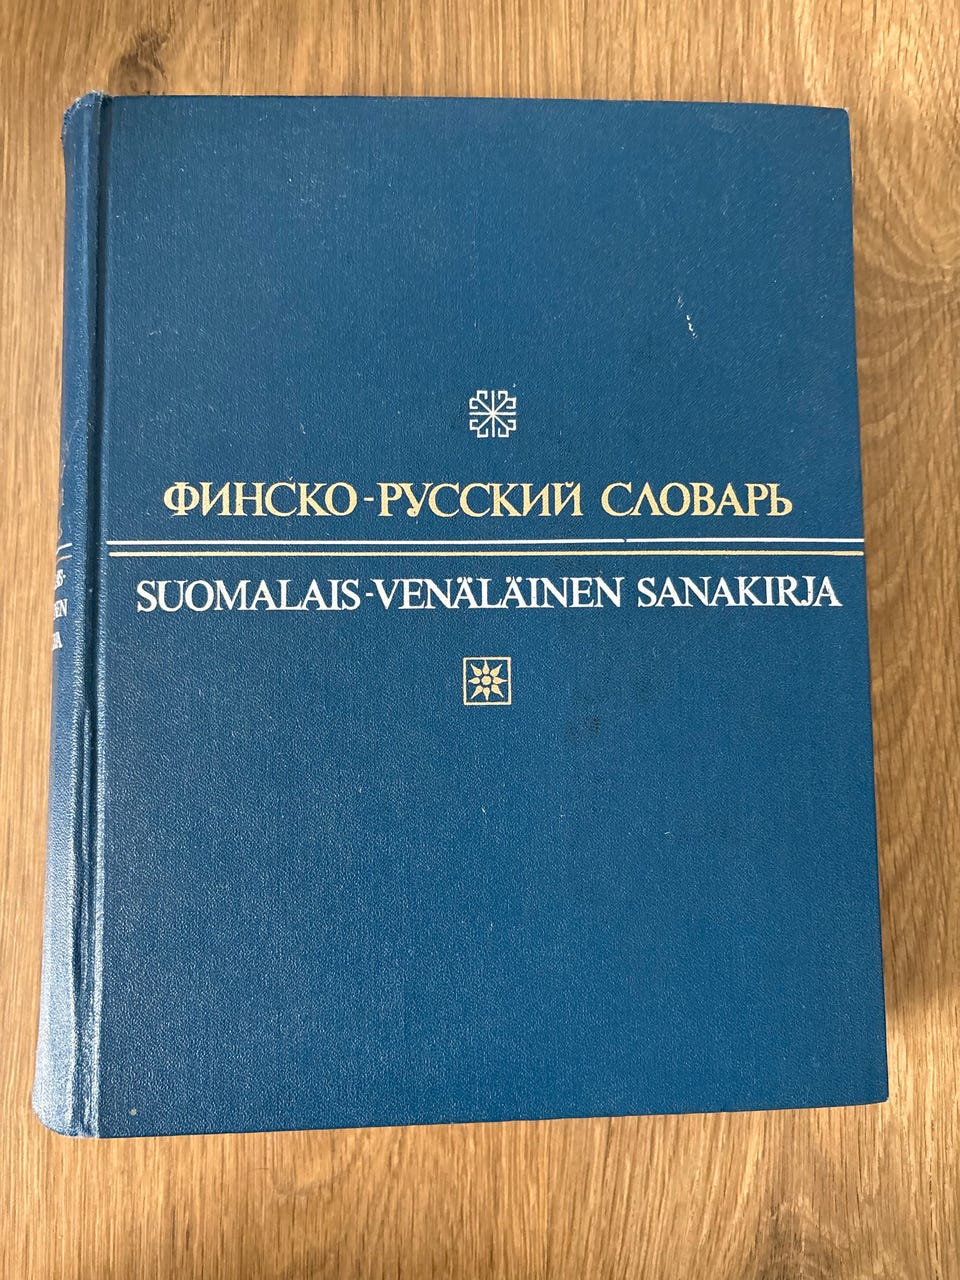 ФИНСКО-РУССКИЙ СЛОВАРЬ
SUOMALAIS-VENÄLÄINEN SANAKIRJA